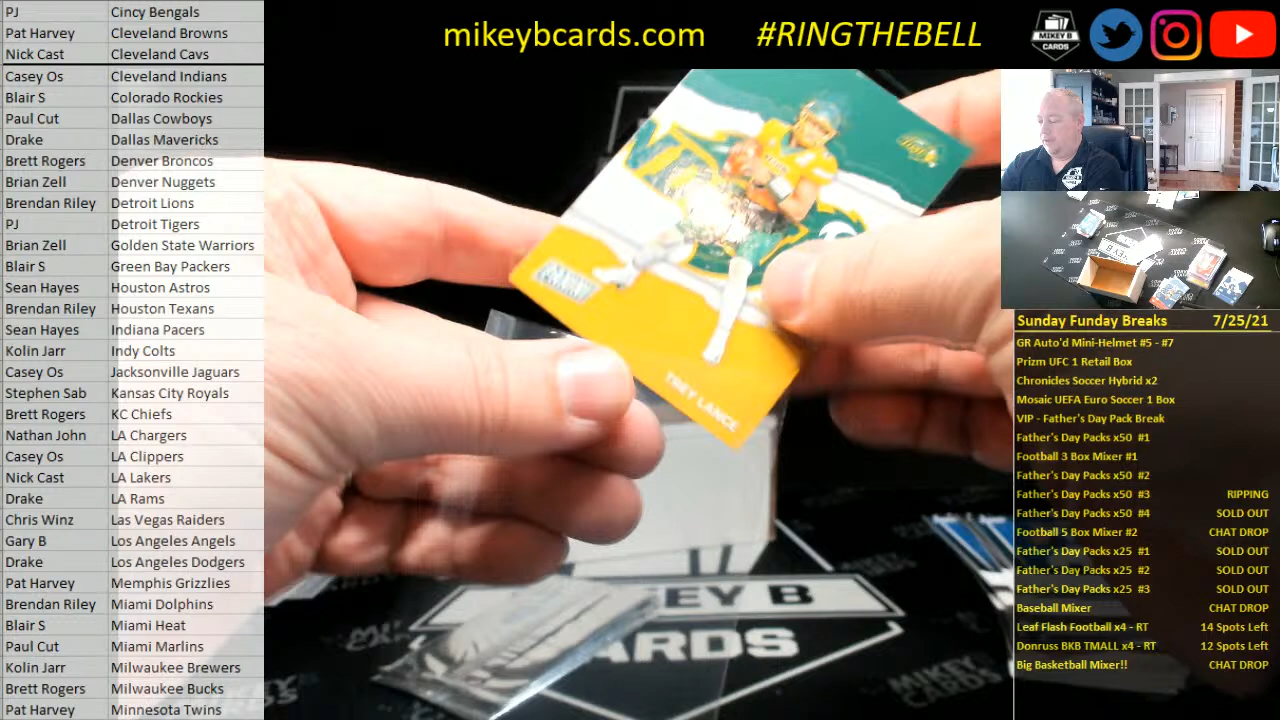 PJ Cincy Bengals
Pat Harvey Cleveland Browns
Nick Cast Cleveland Cavs
Casey Os Cleveland Indians
Blair S Colorado Rockies
Paul Cut Dallas Cowboys
Drake Dallas Mavericks
Brett Rogers Denver Broncos
Brian Zell Denver Nuggets
Brendan Riley Detroit Lions
PJ Detroit Tigers
Brian Zell Golden State Warriors
Blair S Green Bay Packers
Sean Hayes Houston Astros
Brendan Riley Houston Texans
Sean Hayes Indiana Pacers
Kolin Jarr Indy Colts
Casey Os Jacksonville Jaguars
Stephen Sab Kansas City Royals
Brett Rogers KC Chiefs
Nathan John LA Chargers
Casey Os LA Clippers
Nick Cast LA Lakers
Drake LA Rams
Chris Winz Las Vegas Raiders
Gary B Los Angeles Angels
Drake Los Angeles Dodgers
Pat Harvey Memphis Grizzlies
Brendan Riley Miami Dolphins
Blair S Miami Heat
Paul Cut Miami Marlins
Kolin Jarr Milwaukee Brewers
Brett Rogers Milwaukee Bucks
Pat Harvey Minnesota Twins
mikeybcards.com #RINGTHEBELL
MIKEY B
CARDS
TREY LANCE
EY B
CARDS
MIKEY
CARDS
Sunday Funday Breaks 7/25/21
GR Auto'd Mini-Helmet #5 - #7
Prizm UFC 1 Retail Box
Chronicles Soccer Hybrid x2
Mosaic UEFA Euro Soccer 1 Box
VIP - Father's Day Pack Break
Father's Day Packs x50 #1
Football 3 Box Mixer #1
Father's Day Packs x50 #2
Father's Day Packs x50 #3 RIPPING
Father's Day Packs x50 #4 SOLD OUT
Football 5 Box Mixer #2 CHAT DROP
Father's Day Packs x25 #1 SOLD OUT
Father's Day Packs x25 #2 SOLD OUT
Father's Day Packs x25 #3 SOLD OUT
Baseball Mixer CHAT DROP
Leaf Flash Football x4 - RT 14 Spots Left
Donruss BKB TMALL x4 - RT 12 Spots Left
Big Basketball Mixer!! CHAT DROP